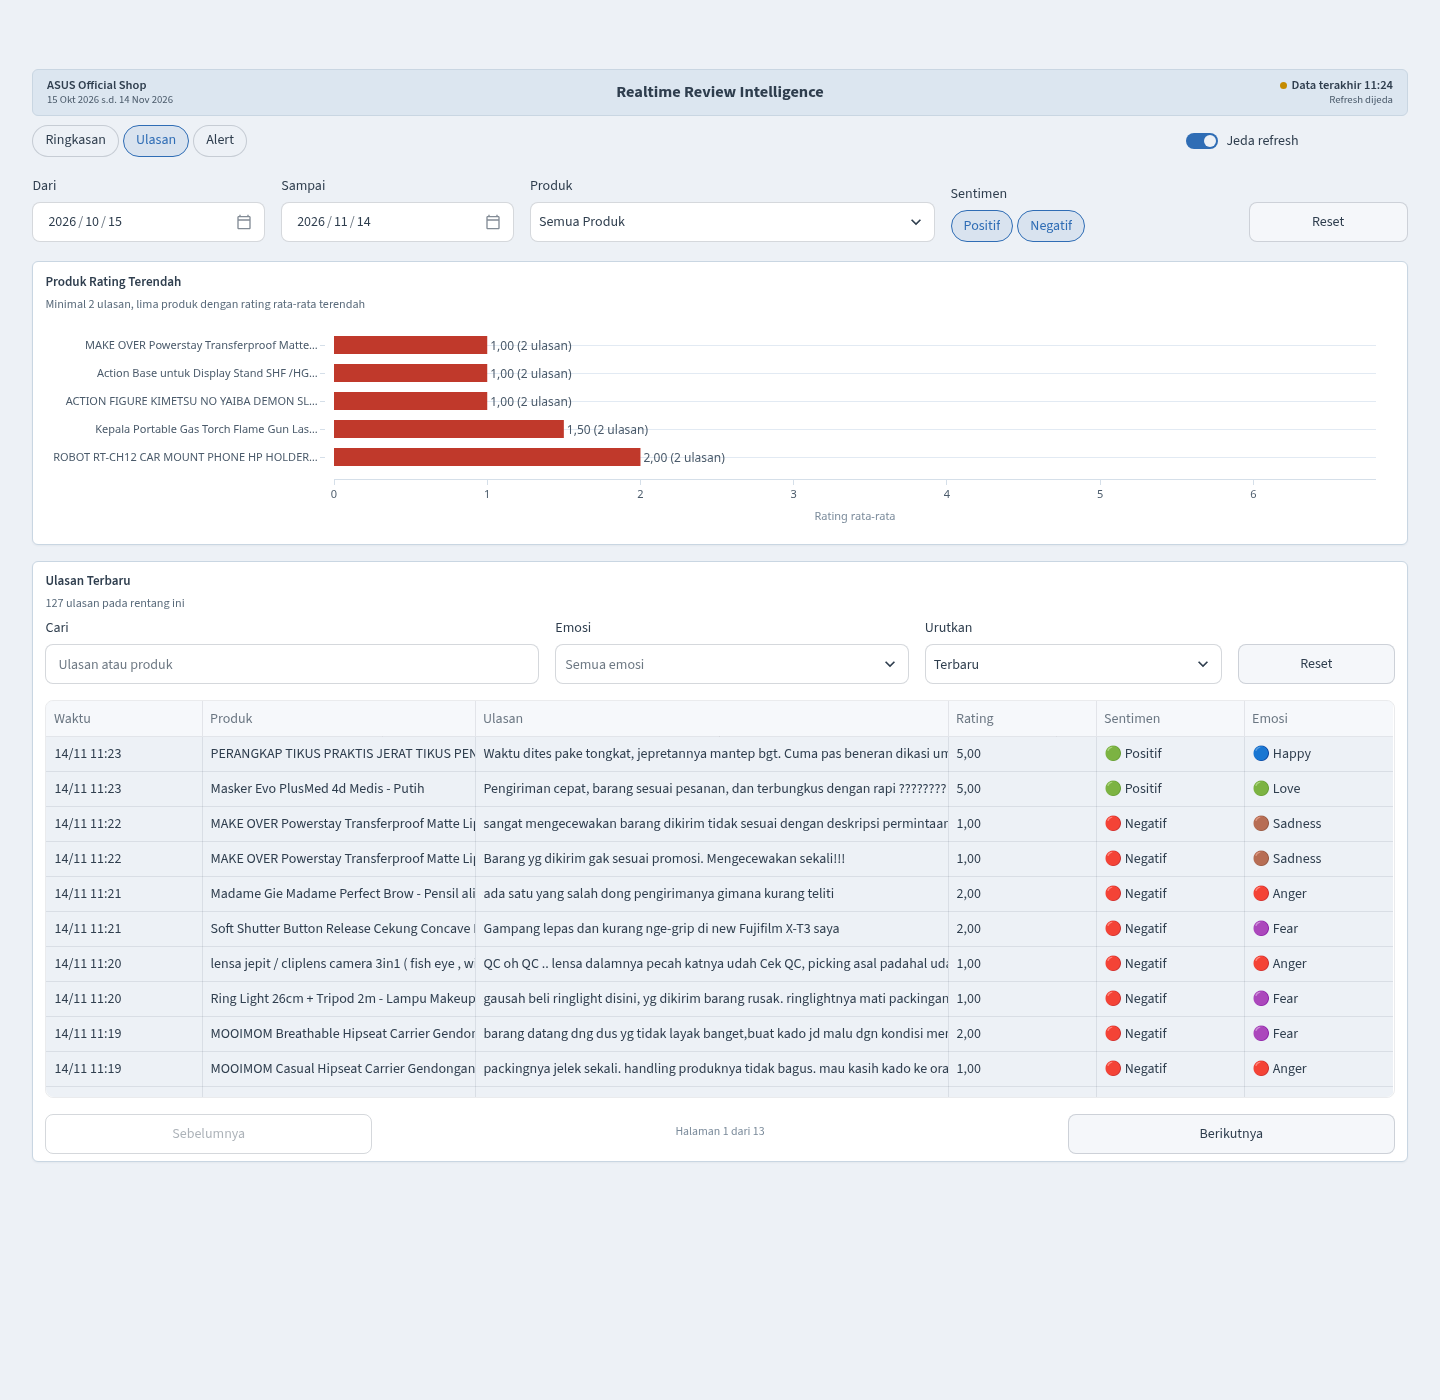 ASUS Official Shop
15 Okt 2026 s.d. 14 Nov 2026
Realtime Review Intelligence
Data terakhir 11:24
Refresh dijeda
Ringkasan
Ulasan
Alert
Jeda refresh
Dari
Sampai
Produk
Sentimen
2026 / 10 / 15
2026 / 11 / 14
Semua Produk
Positif
Negatif
Reset
Produk Rating Terendah
Minimal 2 ulasan, lima produk dengan rating rata-rata terendah
MAKE OVER Powerstay Transferproof Matte... 1,00 (2 ulasan)
Action Base untuk Display Stand SHF /HG... 1,00 (2 ulasan)
ACTION FIGURE KIMETSU NO YAIBA DEMON SL... 1,00 (2 ulasan)
Kepala Portable Gas Torch Flame Gun Las... 1,50 (2 ulasan)
ROBOT RT-CH12 CAR MOUNT PHONE HP HOLDER... 2,00 (2 ulasan)
0 1 2 3 4 5 6
Rating rata-rata
Ulasan Terbaru
127 ulasan pada rentang ini
Cari
Emosi
Urutkan
Ulasan atau produk
Semua emosi
Terbaru
Reset
Waktu Produk Ulasan Rating Sentimen Emosi
14/11 11:23 PERANGKAP TIKUS PRAKTIS JERAT TIKUS PEN Waktu dites pake tongkat, jepretannya mantep bgt. Cuma pas beneran dikasi um 5,00 Positif Happy
14/11 11:23 Masker Evo PlusMed 4d Medis - Putih Pengiriman cepat, barang sesuai pesanan, dan terbungkus dengan rapi ???????? 5,00 Positif Love
14/11 11:22 MAKE OVER Powerstay Transferproof Matte Lip sangat mengecewakan barang dikirim tidak sesuai dengan deskripsi permintaan 1,00 Negatif Sadness
14/11 11:22 MAKE OVER Powerstay Transferproof Matte Lip Barang yg dikirim gak sesuai promosi. Mengecewakan sekali!!! 1,00 Negatif Sadness
14/11 11:21 Madame Gie Madame Perfect Brow - Pensil ali ada satu yang salah dong pengirimanya gimana kurang teliti 2,00 Negatif Anger
14/11 11:21 Soft Shutter Button Release Cekung Concave Gampang lepas dan kurang nge-grip di new Fujifilm X-T3 saya 2,00 Negatif Fear
14/11 11:20 lensa jepit / cliplens camera 3in1 ( fish eye , w QC oh QC .. lensa dalamnya pecah katnya udah Cek QC, picking asal padahal uda 1,00 Negatif Anger
14/11 11:20 Ring Light 26cm + Tripod 2m - Lampu Makeup gausah beli ringlight disini, yg dikirim barang rusak. ringlightnya mati packingan 1,00 Negatif Fear
14/11 11:19 MOOIMOM Breathable Hipseat Carrier Gendon barang datang dng dus yg tidak layak banget,buat kado jd malu dgn kondisi mer 2,00 Negatif Fear
14/11 11:19 MOOIMOM Casual Hipseat Carrier Gendongan packingnya jelek sekali. handling produknya tidak bagus. mau kasih kado ke ora 1,00 Negatif Anger
Sebelumnya
Halaman 1 dari 13
Berikutnya